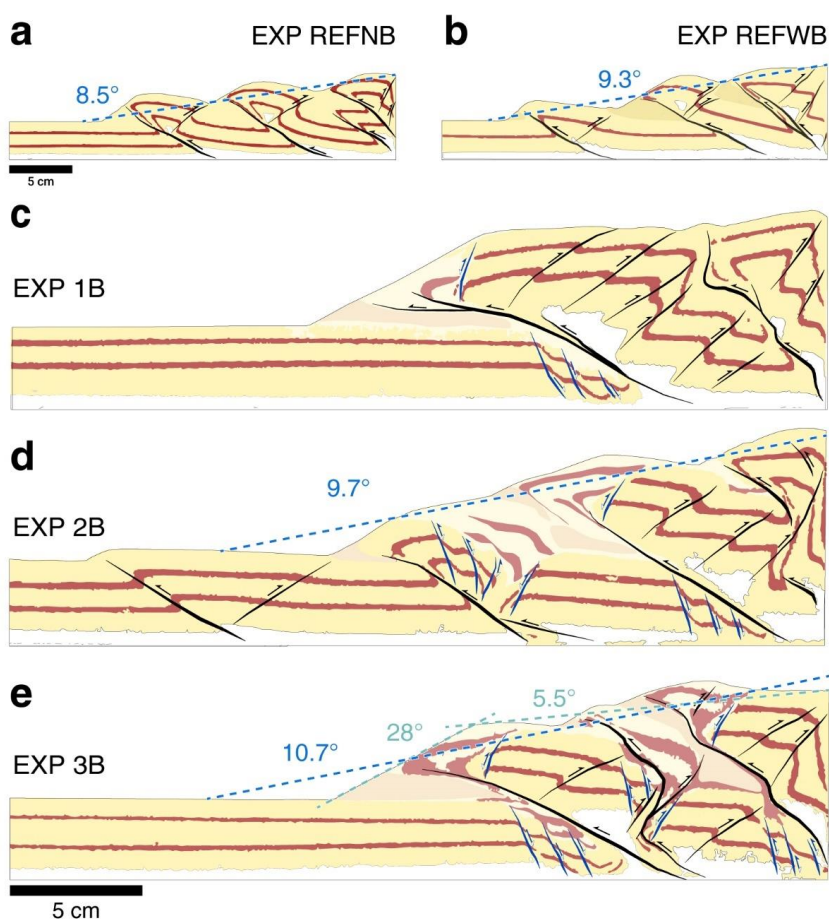 a
EXP REFNB
8.5°
5 cm
b
EXP REFWB
9.3°
c
EXP 1B
d
9.7°
EXP 2B
e
5.5°
28°
10.7°
EXP 3B
5 cm